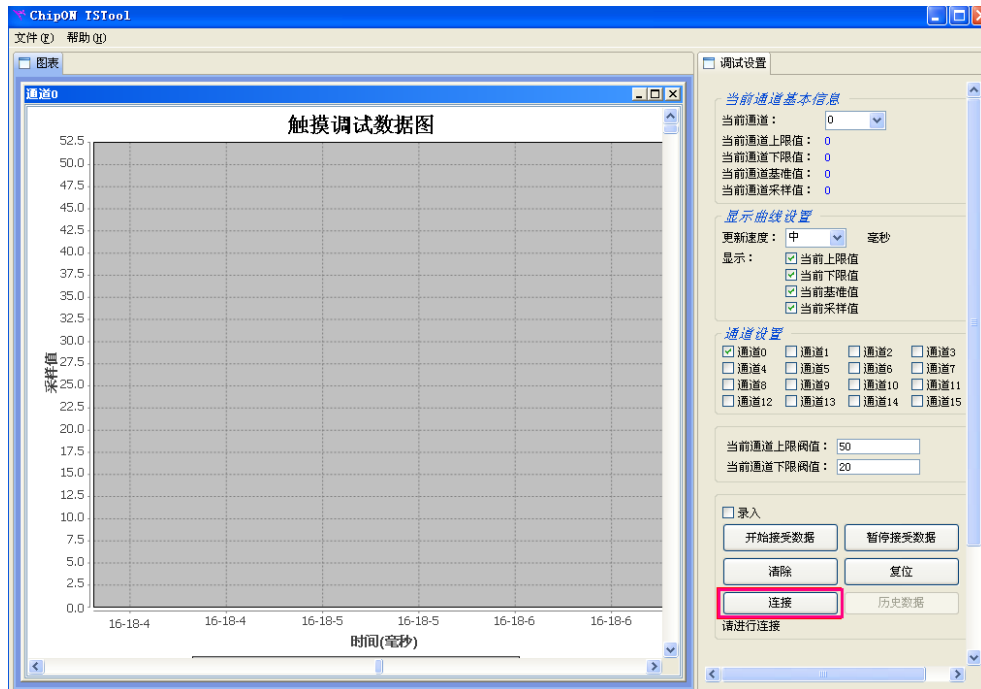 ChipON TSTool
文件(F) 帮助(H)
图表
通道0
触摸调试数据图
52.5
50.0
47.5
45.0
42.5
40.0
37.5
35.0
32.5
30.0
27.5
25.0
22.5
20.0
17.5
15.0
12.5
10.0
7.5
5.0
2.5
0.0
采样值
16-18-4 16-18-4 16-18-5 16-18-5 16-18-6 16-18-6
时间(毫秒)
调试设置
当前通道基本信息
当前通道： 0
当前通道上限值： 0
当前通道下限值： 0
当前通道基准值： 0
当前通道采样值： 0
显示曲线设置
更新速度： 中 毫秒
显示： 当前上限值
当前下限值
当前基准值
当前采样值
通道设置
通道0 通道1 通道2 通道3
通道4 通道5 通道6 通道7
通道8 通道9 通道10 通道11
通道12 通道13 通道14 通道15
当前通道上限阀值： 50
当前通道下限阀值： 20
录入
开始接受数据 暂停接受数据
清除 复位
连接 历史数据
请进行连接